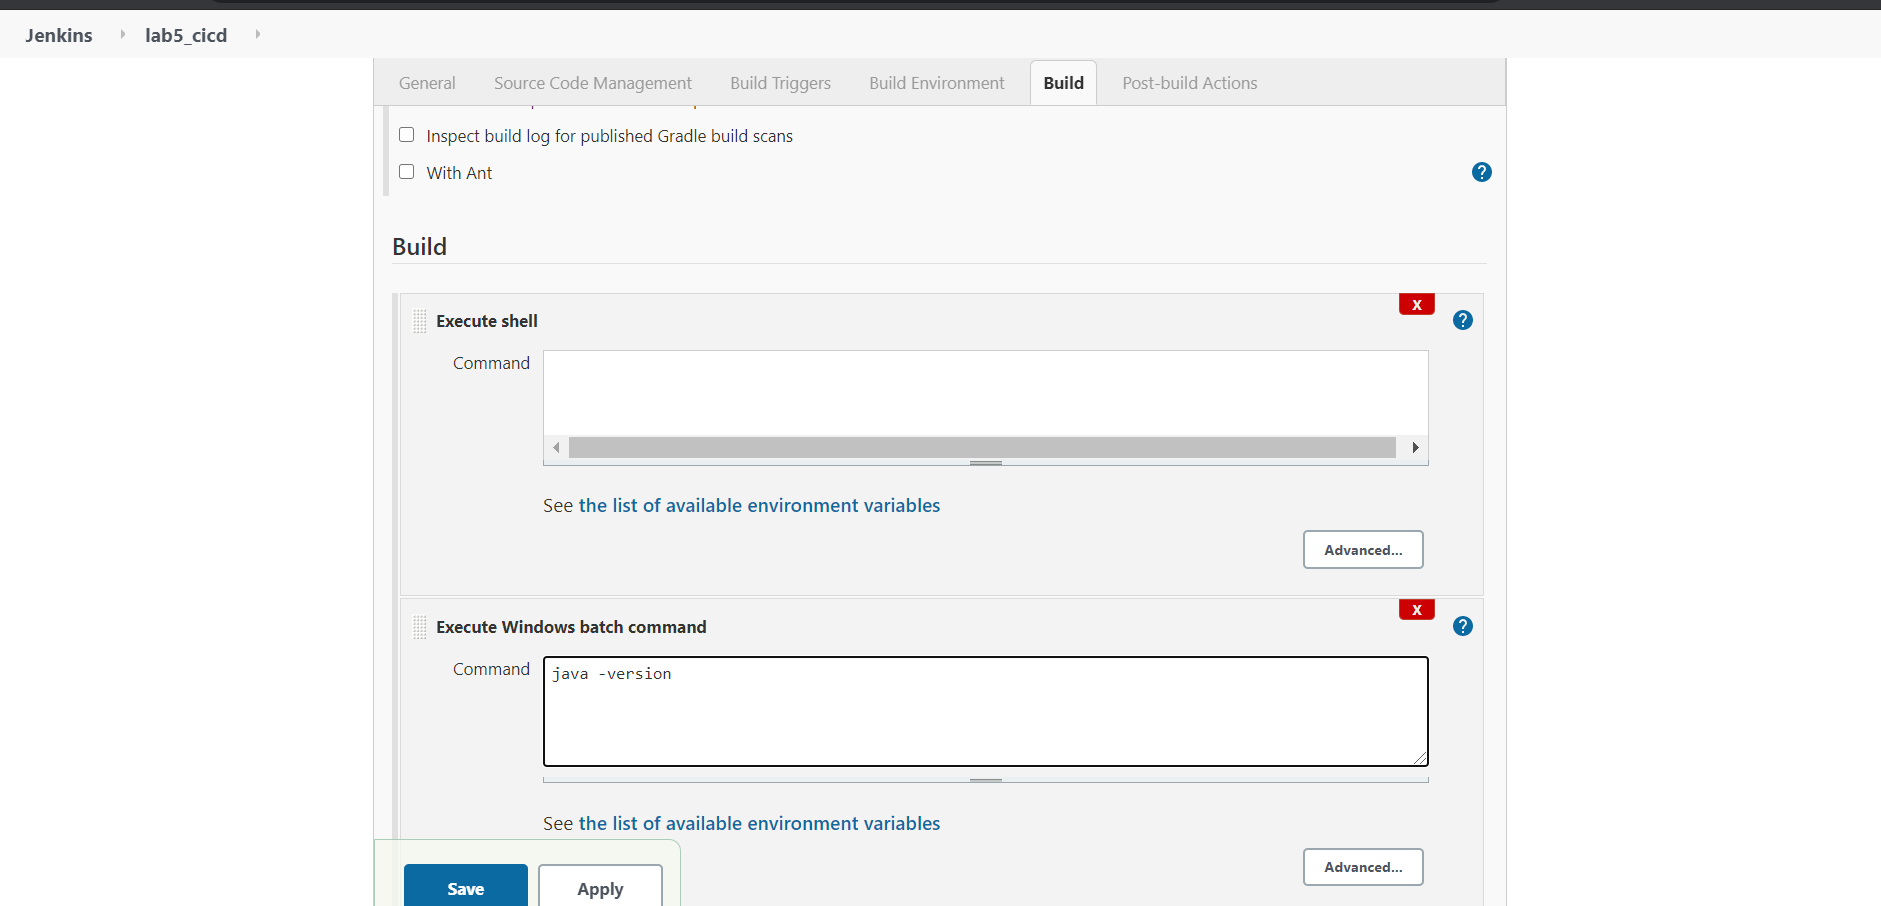 Jenkins lab5_cicd
General Source Code Management Build Triggers Build Environment Build Post-build Actions
Inspect build log for published Gradle build scans
With Ant
?
Build
X
Execute shell
?
Command
See the list of available environment variables
Advanced...
X
Execute Windows batch command
?
Command
java -version
See the list of available environment variables
Advanced...
Save Apply